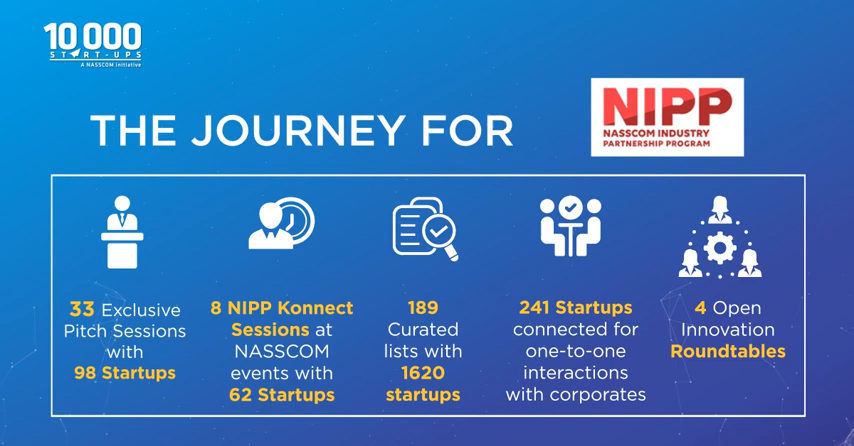 10 000
START-UPS
A NASSCOM initiative
THE JOURNEY FOR
NIPP
NASSCOM INDUSTRY
PARTNERSHIP PROGRAM
33 Exclusive
Pitch Sessions
with
98 Startups
8 NIPP Konnect
Sessions at
NASSCOM
events with
62 Startups
189
Curated
lists with
1620
startups
241 Startups
connected for
one-to-one
interactions
with corporates
4 Open
Innovation
Roundtables